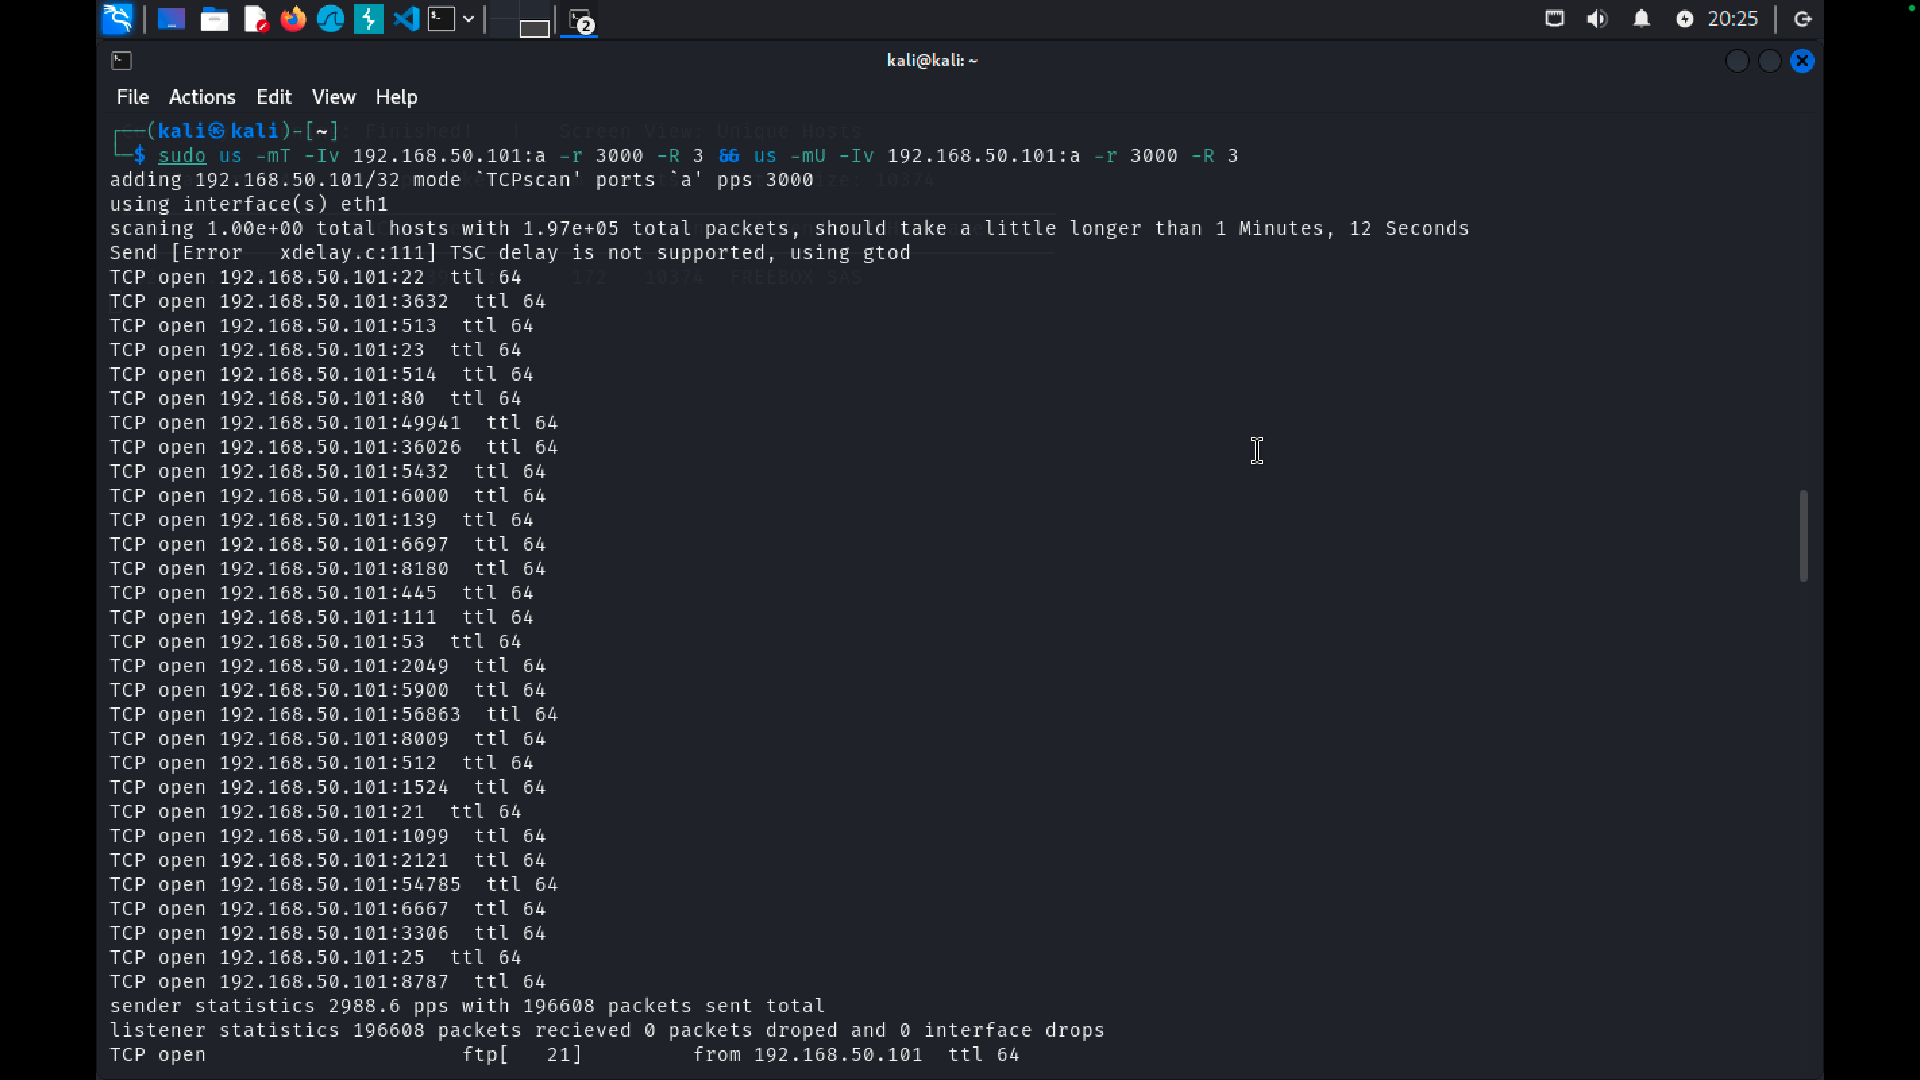 2
20:25
kali@kali: ~
File Actions Edit View Help
┌──(kali㉿kali)-[~]
└─$ sudo us -mT -Iv 192.168.50.101:a -r 3000 -R 3 && us -mU -Iv 192.168.50.101:a -r 3000 -R 3
adding 192.168.50.101/32 mode `TCPscan' ports `a' pps 3000
using interface(s) eth1
scaning 1.00e+00 total hosts with 1.97e+05 total packets, should take a little longer than 1 Minutes, 12 Seconds
Send [Error   xdelay.c:111] TSC delay is not supported, using gtod
TCP open 192.168.50.101:22  ttl 64
TCP open 192.168.50.101:3632  ttl 64
TCP open 192.168.50.101:513  ttl 64
TCP open 192.168.50.101:23  ttl 64
TCP open 192.168.50.101:514  ttl 64
TCP open 192.168.50.101:80  ttl 64
TCP open 192.168.50.101:49941  ttl 64
TCP open 192.168.50.101:36026  ttl 64
TCP open 192.168.50.101:5432  ttl 64
TCP open 192.168.50.101:6000  ttl 64
TCP open 192.168.50.101:139  ttl 64
TCP open 192.168.50.101:6697  ttl 64
TCP open 192.168.50.101:8180  ttl 64
TCP open 192.168.50.101:445  ttl 64
TCP open 192.168.50.101:111  ttl 64
TCP open 192.168.50.101:53  ttl 64
TCP open 192.168.50.101:2049  ttl 64
TCP open 192.168.50.101:5900  ttl 64
TCP open 192.168.50.101:56863  ttl 64
TCP open 192.168.50.101:8009  ttl 64
TCP open 192.168.50.101:512  ttl 64
TCP open 192.168.50.101:1524  ttl 64
TCP open 192.168.50.101:21  ttl 64
TCP open 192.168.50.101:1099  ttl 64
TCP open 192.168.50.101:2121  ttl 64
TCP open 192.168.50.101:54785  ttl 64
TCP open 192.168.50.101:6667  ttl 64
TCP open 192.168.50.101:3306  ttl 64
TCP open 192.168.50.101:25  ttl 64
TCP open 192.168.50.101:8787  ttl 64
sender statistics 2988.6 pps with 196608 packets sent total
listener statistics 196608 packets recieved 0 packets droped and 0 interface drops
TCP open                     ftp[   21]         from 192.168.50.101  ttl 64